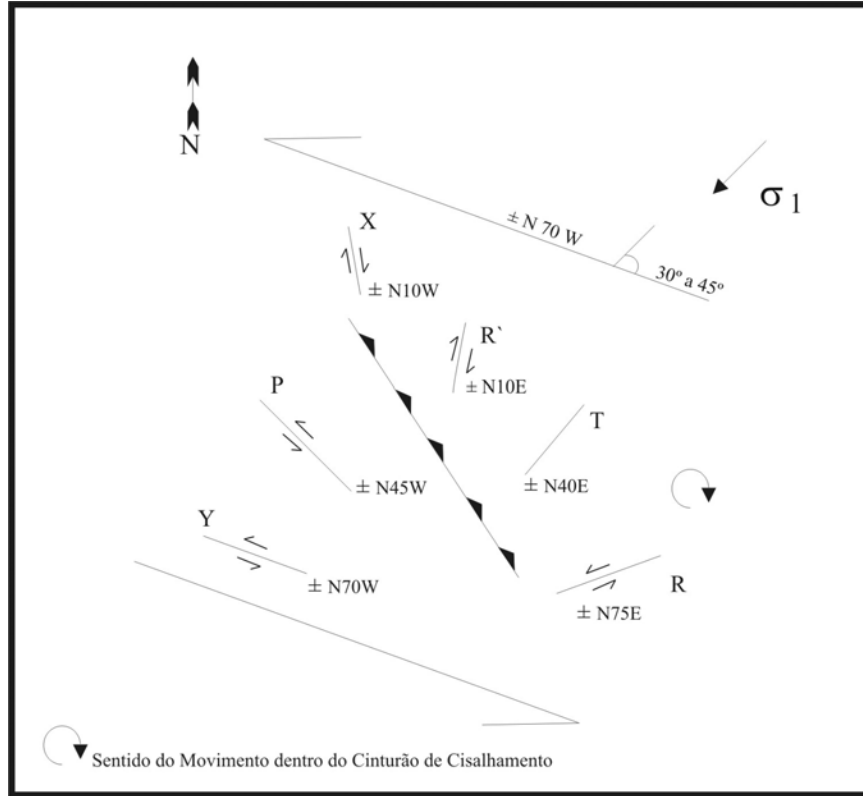 N
σ 1
± N 70 W
30º a 45º
X
± N10W
R`
± N10E
P
± N45W
T
± N40E
Y
± N70W
R
± N75E
Sentido do Movimento dentro do Cinturão de Cisalhamento